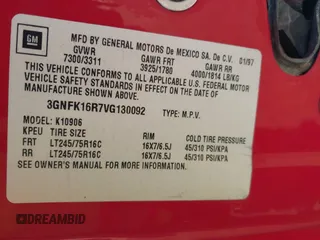 GM
MFD BY GENERAL MOTORS De MEXICO SA. De C.V. 01/97
GVWR GAWR FRT GAWR RR
7300/3311 3925/1780 4000/1814 LB/KG
THIS VEHICLE CONFORMS TO ALL APPLICABLE U.S. FEDERAL MOTOR
VEHICLE SAFETY STANDARDS IN EFFECT ON THE DATE OF
MANUFACTURE SHOWN ABOVE.
3GNFK16R7VG130092 TYPE: M.P.V.
MODEL: K10906
KPEU TIRE SIZE RIM COLD TIRE PRESSURE
FRT LT245/75R16C 16X7/6.5J 45/310 PSI/KPA
RR LT245/75R16C 16X7/6.5J 45/310 PSI/KPA
SEE OWNER'S MANUAL FOR MORE INFORMATION.
DREAMBID